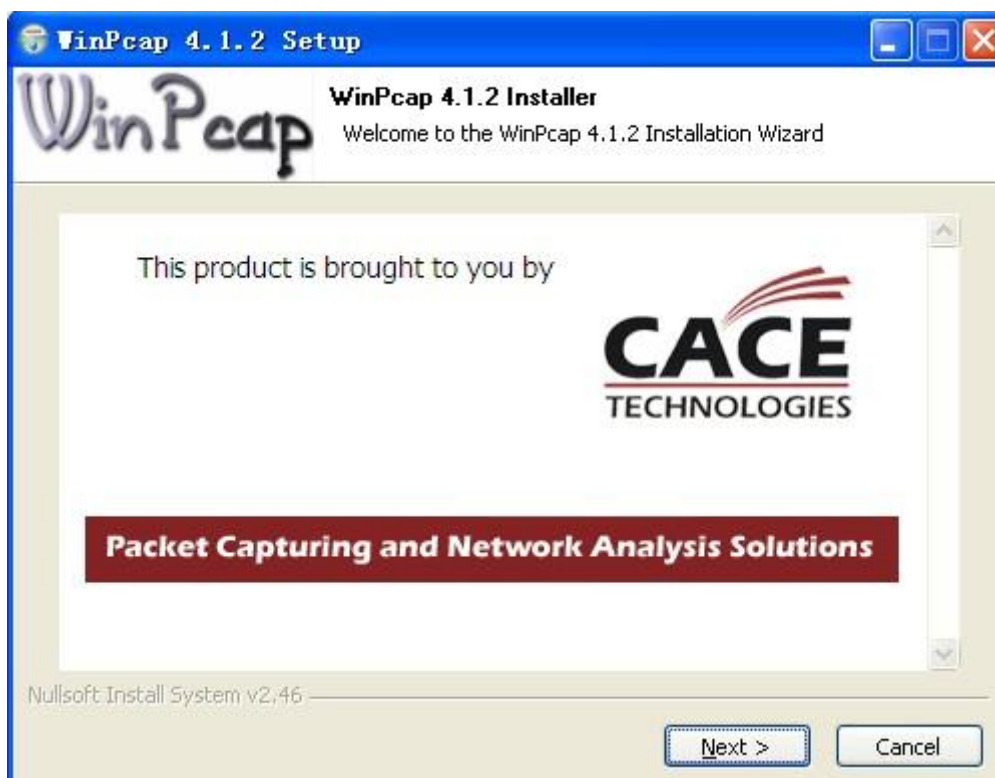 WinPcap 4.1.2 Setup
WinPcap
WinPcap 4.1.2 Installer
Welcome to the WinPcap 4.1.2 Installation Wizard
This product is brought to you by
CACE
TECHNOLOGIES
Packet Capturing and Network Analysis Solutions
Nullsoft Install System v2.46
Next >
Cancel